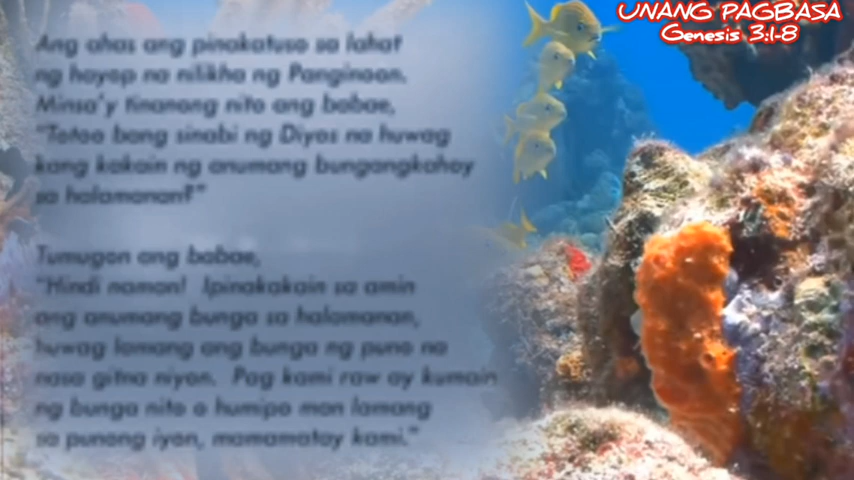 UNANG PAGBASA
Genesis 3:1-8
Ang ahas ang pinakatuso sa lahat
ng hayop na nilikha ng Panginoon.
Minsa'y tinanong nito ang babae,
"Totoo bang sinabi ng Diyos na huwag
kang kakain ng anumang bungangkahoy
sa halamanan?"
Tumugon ang babae,
"Hindi naman!  Ipinakakain sa amin
ang anumang bunga sa halamanan,
huwag lamang ang bunga ng puno na
nasa gitna niyon.  Pag kami raw ay kumain
ng bunga nito o humipo man lamang
sa punong iyon, mamamatay kami."